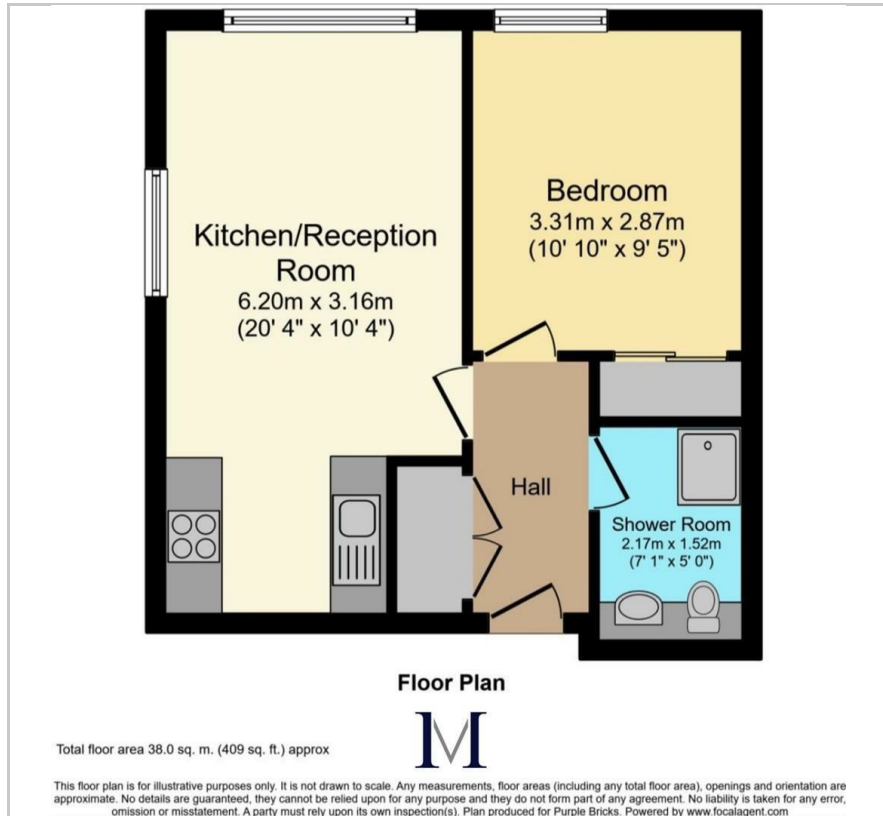 Kitchen/Reception
Room
6.20m x 3.16m
(20' 4" x 10' 4")
Bedroom
3.31m x 2.87m
(10' 10" x 9' 5")
Hall
Shower Room
2.17m x 1.52m
(7' 1" x 5' 0")
Floor Plan
M
Total floor area 38.0 sq. m. (409 sq. ft.) approx
This floor plan is for illustrative purposes only. It is not drawn to scale. Any measurements, floor areas (including any total floor area), openings and orientation are
approximate. No details are guaranteed, they cannot be relied upon for any purpose and they do not form part of any agreement. No liability is taken for any error,
omission or misstatement. A party must rely upon its own inspection(s). Plan produced for Purple Bricks. Powered by www.focalagent.com